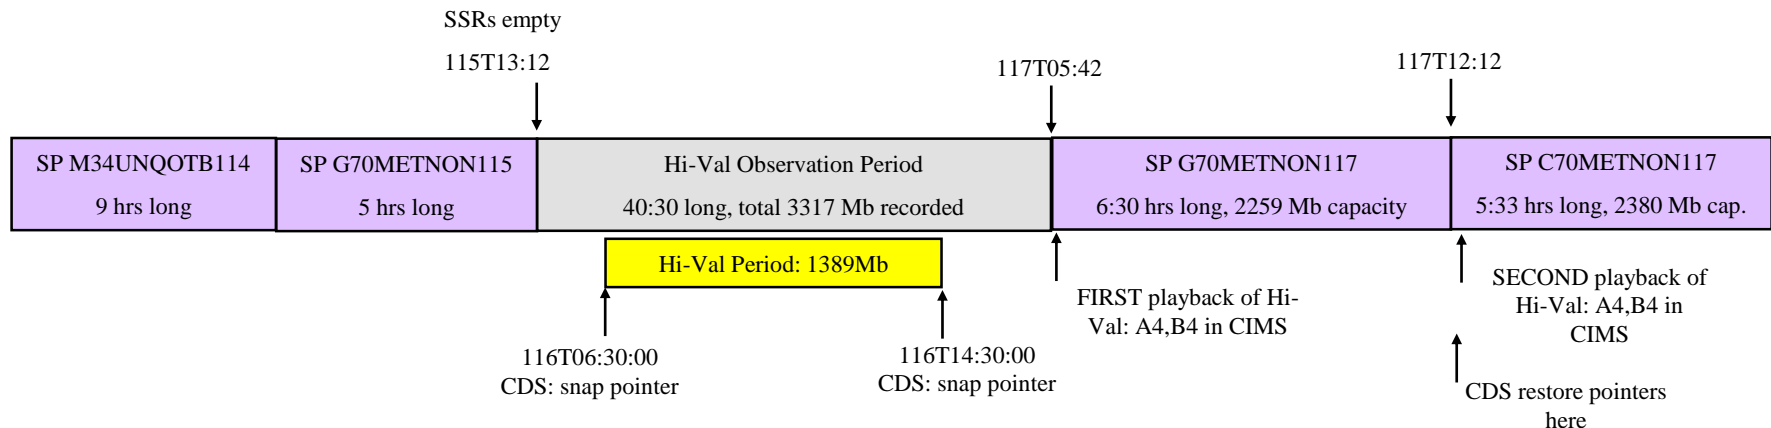 SSRs empty
115T13:12
117T05:42
117T12:12
SP M34UNQOTB114
9 hrs long
SP G70METNON115
5 hrs long
Hi-Val Observation Period
40:30 long, total 3317 Mb recorded
SP G70METNON117
6:30 hrs long, 2259 Mb capacity
SP C70METNON117
5:33 hrs long, 2380 Mb cap.
Hi-Val Period: 1389Mb
116T06:30:00
CDS: snap pointer
116T14:30:00
CDS: snap pointer
FIRST playback of Hi-
Val: A4,B4 in CIMS
SECOND playback of
Hi-Val: A4,B4 in
CIMS
CDS restore pointers
here